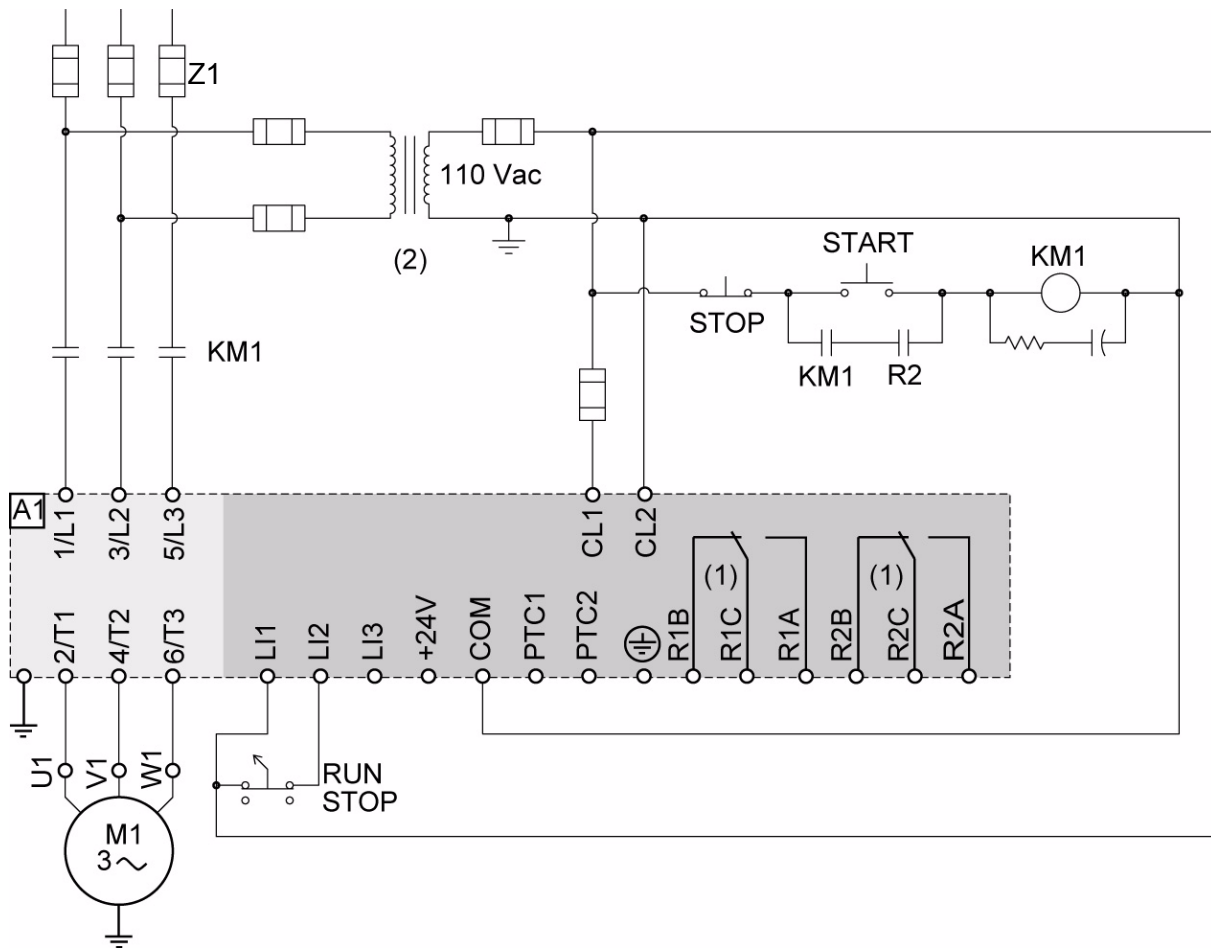 Z1
110 Vac
(2)
START
KM1
STOP
KM1
KM1
R2
A1
1/L1
3/L2
5/L3
CL1
CL2
(1)
(1)
2/T1
4/T2
6/T3
LI1
LI2
LI3
+24V
COM
PTC1
PTC2
R1B
R1C
R1A
R2B
R2C
R2A
U1
V1
W1
RUN
STOP
M1
3～